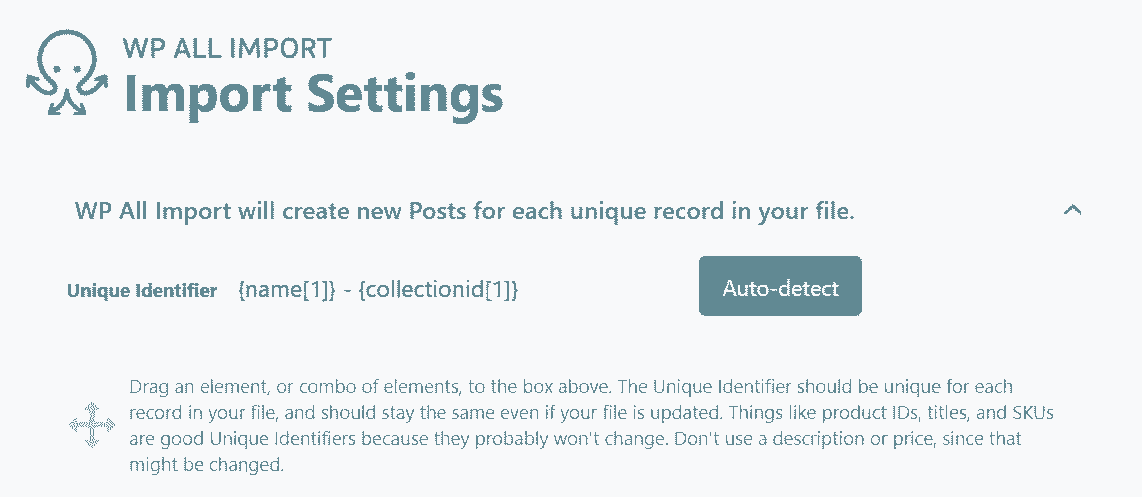 WP ALL IMPORT
Import Settings
WP All Import will create new Posts for each unique record in your file.
Unique Identifier {name[1]} - {collectionid[1]} Auto-detect
Drag an element, or combo of elements, to the box above. The Unique Identifier should be unique for each
record in your file, and should stay the same even if your file is updated. Things like product IDs, titles, and SKUs
are good Unique Identifiers because they probably won't change. Don't use a description or price, since that
might be changed.